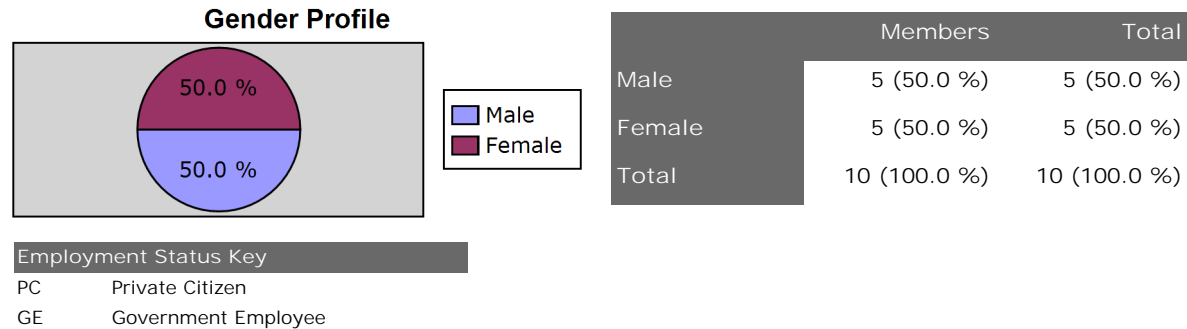 Gender Profile
50.0 %
50.0 %
Male
Female
Members Total
Male 5 (50.0 %) 5 (50.0 %)
Female 5 (50.0 %) 5 (50.0 %)
Total 10 (100.0 %) 10 (100.0 %)
Employment Status Key
PC Private Citizen
GE Government Employee